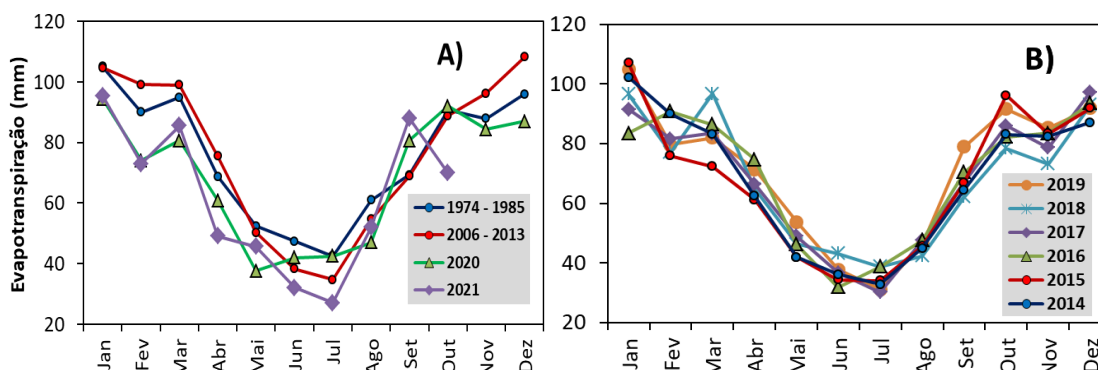 A)
Evapotranspiração (mm)
120
100
80
60
40
20
1974 - 1985
2006 - 2013
2020
2021
Jan
Fev
Mar
Abr
Mai
Jun
Jul
Ago
Set
Out
Nov
Dez
B)
120
100
80
60
40
20
2019
2018
2017
2016
2015
2014
Jan
Fev
Mar
Abr
Mai
Jun
Jul
Ago
Set
Out
Nov
Dez